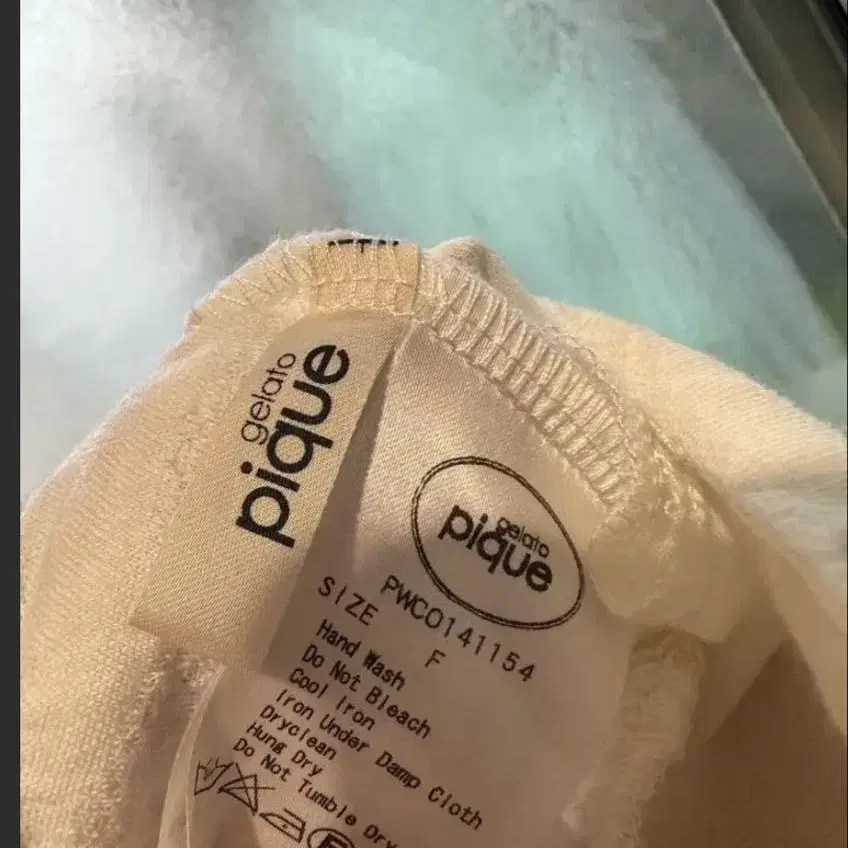 gelato
pique
gelato
pique
PWCO141154
SIZE F
Hand Wash
Do Not Bleach
Cool Iron
Iron Under Damp Cloth
Dryclean
Hung Dry
Do Not Tumble Dry